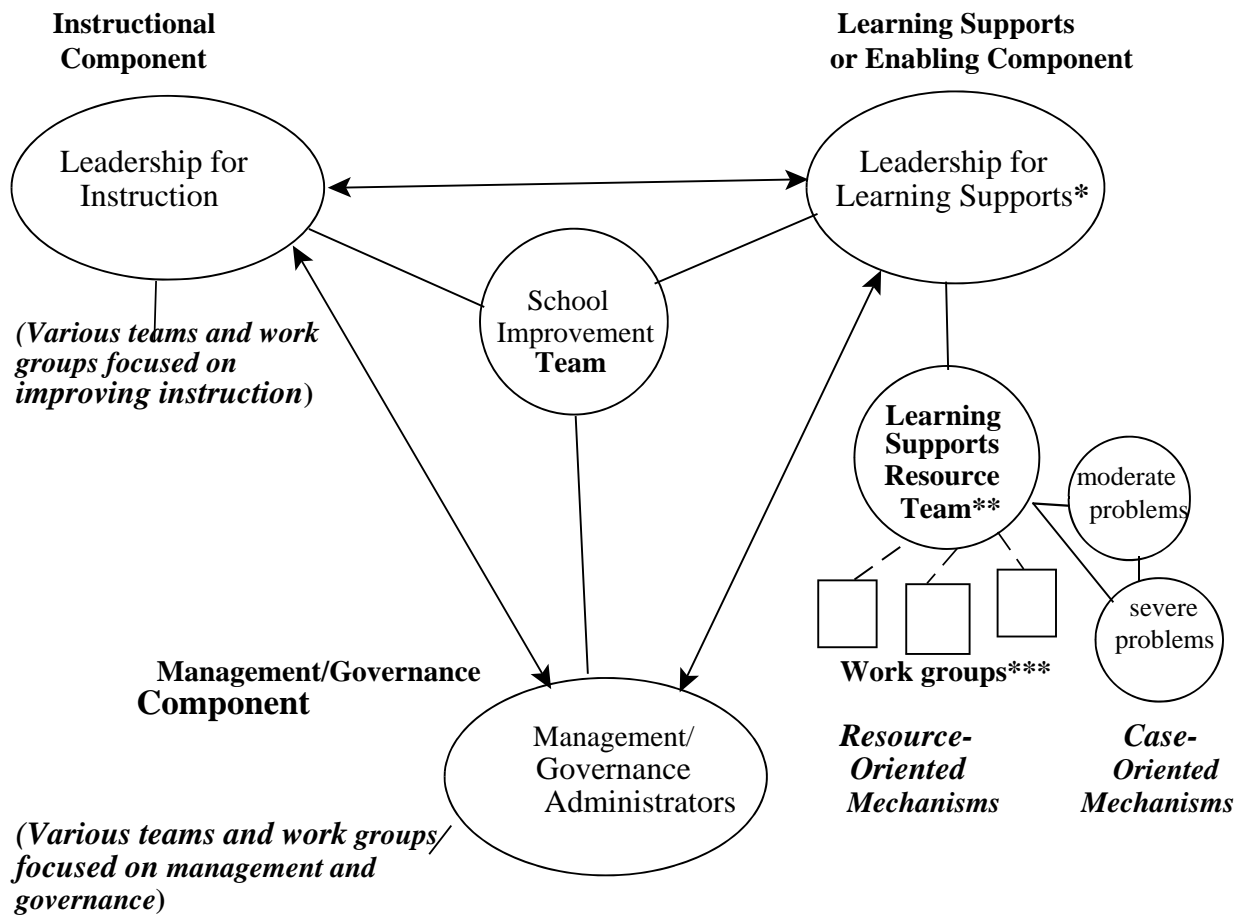 Instructional
Component
Learning Supports
or Enabling Component
Leadership for
Instruction
Leadership for
Learning Supports*
School
Improvement
Team
(Various teams and work
groups focused on
improving instruction)
Learning
Supports
Resource
Team**
moderate
problems
severe
problems
Work groups***
Management/Governance
Component
Management/
Governance
Administrators
Resource-
Oriented
Mechanisms
Case-
Oriented
Mechanisms
(Various teams and work groups
focused on management and
governance)